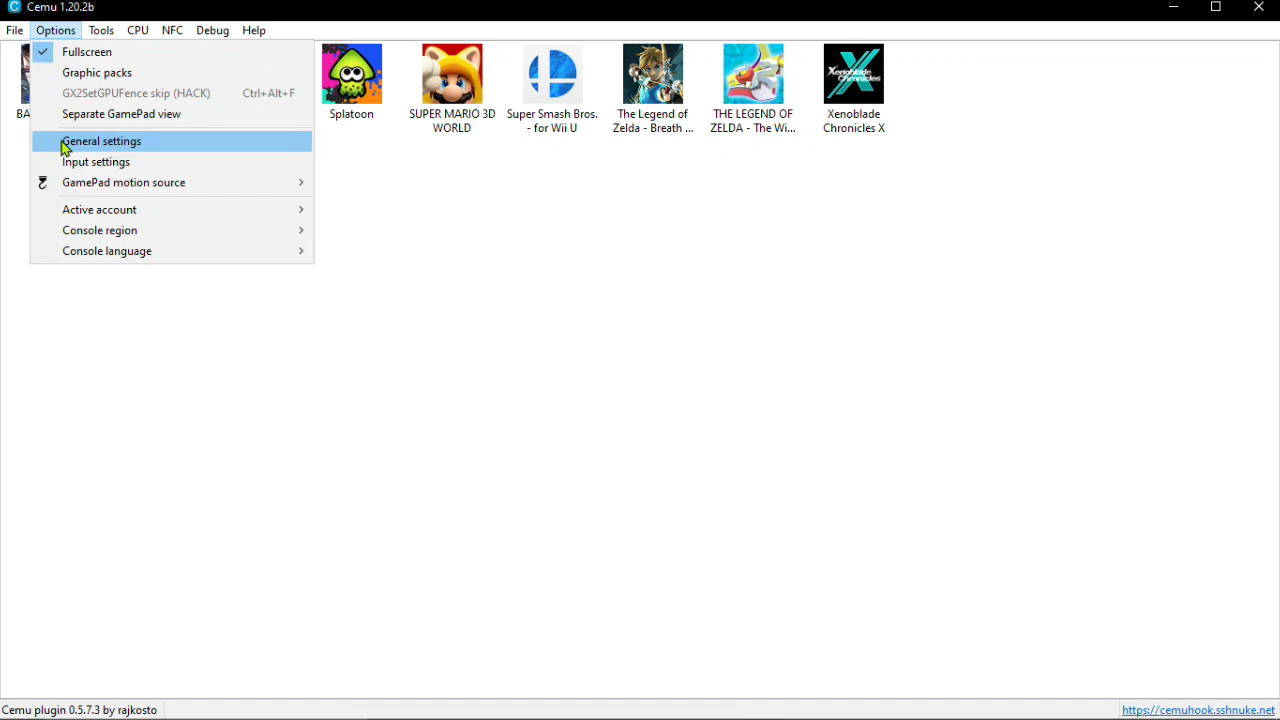 Cemu 1.20.2b
File Options Tools CPU NFC Debug Help
Fullscreen
Graphic packs
GX2SetGPUFence skip (HACK) Ctrl+Alt+F
Separate GamePad view
General settings
Input settings
GamePad motion source
Active account
Console region
Console language
BA
Splatoon
SUPER MARIO 3D
WORLD
Super Smash Bros.
- for Wii U
The Legend of
Zelda - Breath ...
THE LEGEND OF
ZELDA - The Wi...
Xenoblade
Chronicles
Xenoblade
Chronicles X
Cemu plugin 0.5.7.3 by rajkosto
https://cemuhook.sshnuke.net